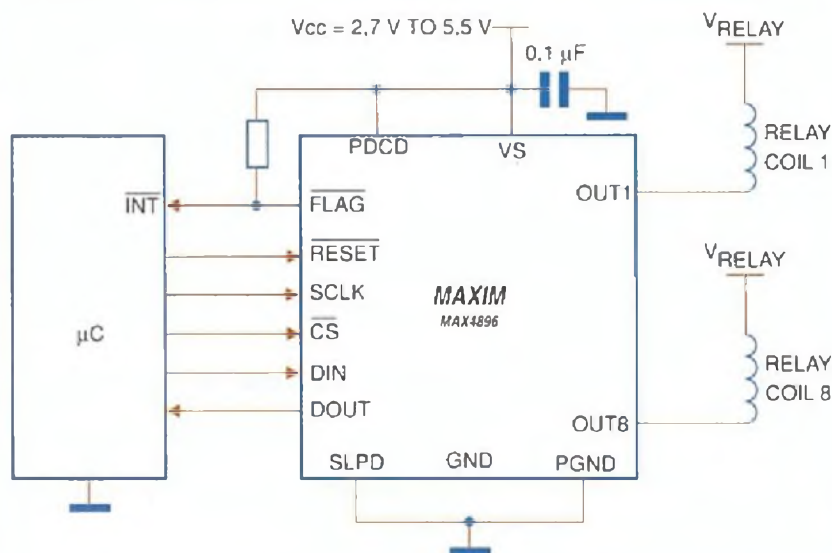 Vcc = 2,7 V TO 5.5 V
0.1 µF
VRELAY
PDCD
VS
RELAY
COIL 1
OUT1
INT
FLAG
RESET
SCLK
CS
DIN
DOUT
µC
MAXIM
MAX4896
VRELAY
RELAY
COIL 8
OUT8
SLPD
GND
PGND